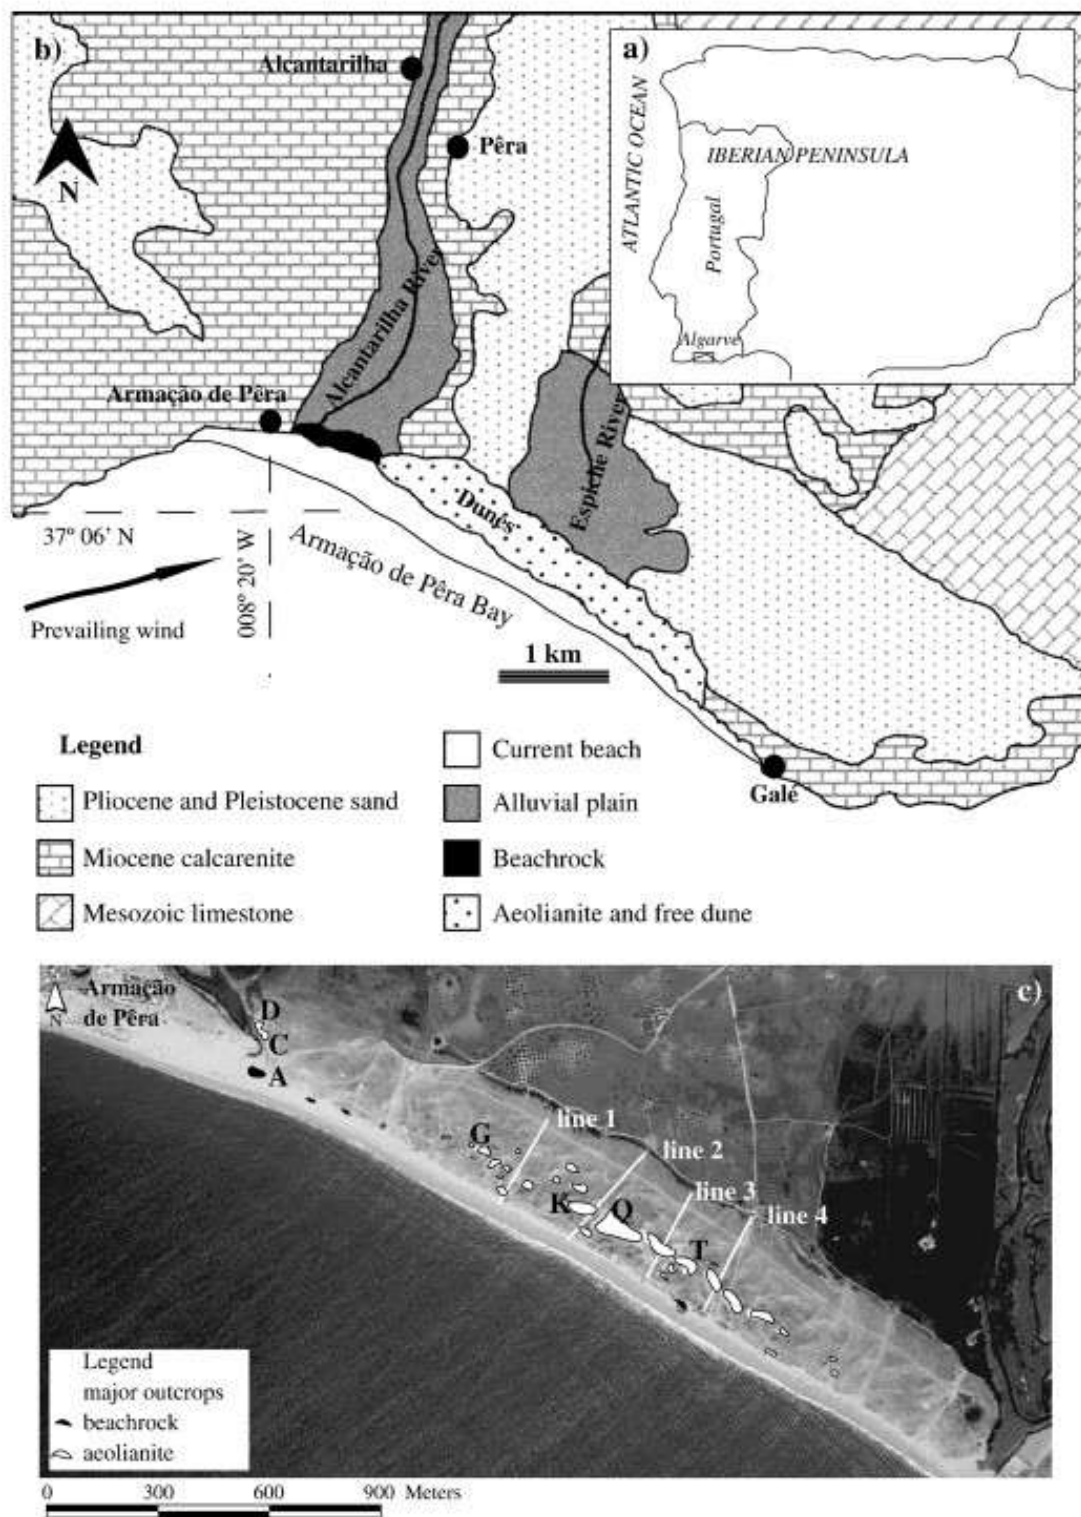 b)
Alcantarilha
Pêra
N
Alcantarilha River
Armação de Pêra
a)
ATLANTIC OCEAN
IBERIAN PENINSULA
Portugal
Algarve
Espiche River
Dunes
37° 06' N
008° 20' W
Armação de Pêra Bay
Prevailing wind
1 km
Galé
Legend
Pliocene and Pleistocene sand
Miocene calcarenite
Mesozoic limestone
Current beach
Alluvial plain
Beachrock
Aeolianite and free dune
c)
N
Armação
de Pêra
D
C
A
G
line 1
line 2
K
Q
line 3
T
line 4
Legend
major outcrops
beachrock
aeolianite
0 300 600 900 Meters